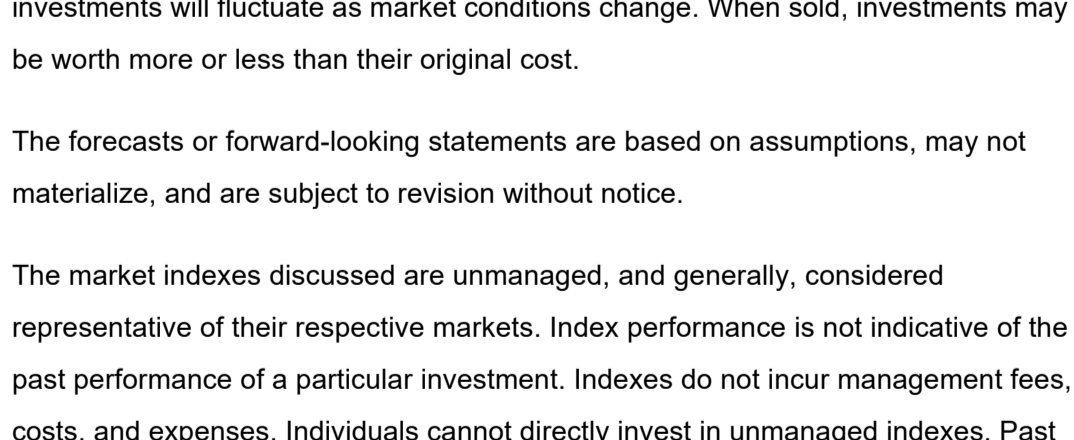 investments will fluctuate as market conditions change. When sold, investments may
be worth more or less than their original cost.
The forecasts or forward-looking statements are based on assumptions, may not
materialize, and are subject to revision without notice.
The market indexes discussed are unmanaged, and generally, considered
representative of their respective markets. Index performance is not indicative of the
past performance of a particular investment. Indexes do not incur management fees,
costs, and expenses. Individuals cannot directly invest in unmanaged indexes. Past